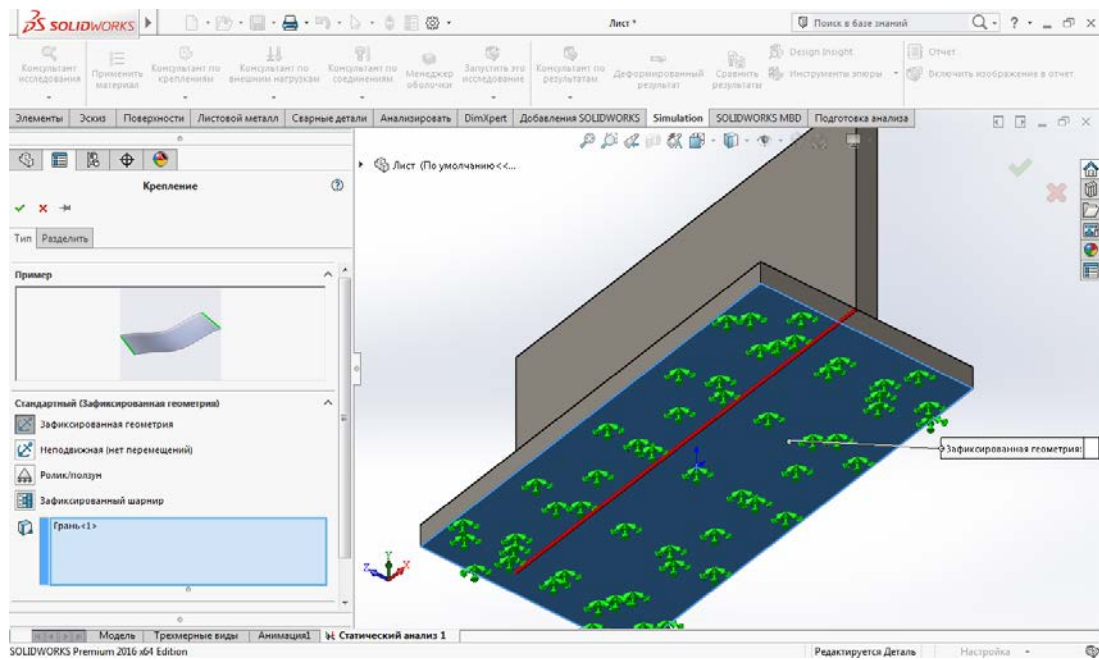 SOLIDWORKS
Лист *
Поиск в базе знаний
Консультант исследования
Применить материал
Консультант по креплениям
Консультант по внешним нагрузкам
Консультант по соединениям
Менеджер оболочки
Запустить это исследование
Консультант по результатам
Деформированный результат
Сравнить результаты
Design Insight
Инструменты эпюры
Отчет
Включить изображение в отчет
Элементы Эскиз Поверхности Листовой металл Сварные детали Анализировать DimXpert Добавления SOLIDWORKS Simulation SOLIDWORKS MBD Подготовка анализа
Лист (По умолчанию<<...
Крепление
Тип Разделить
Пример
Стандартный (Зафиксированная геометрия)
Зафиксированная геометрия
Неподвижная (нет перемещений)
Ролик/ползун
Зафиксированный шарнир
Грань<1>
Зафиксированная геометрия:
Y
Z
X
Модель Трехмерные виды Анимация1 Статический анализ 1
SOLIDWORKS Premium 2016 x64 Edition
Редактируется Деталь
Настройка